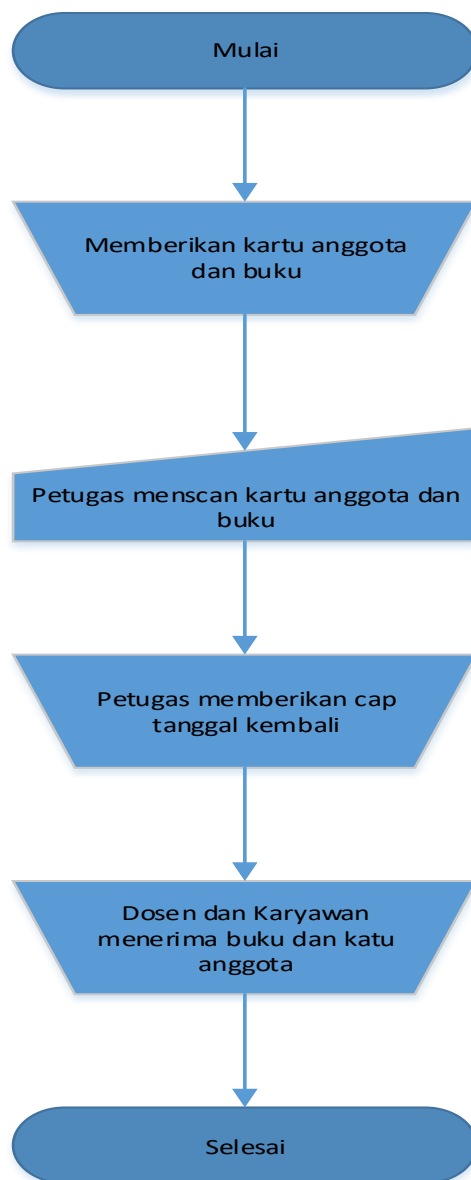 Mulai
Memberikan kartu anggota
dan buku
Petugas menscan kartu anggota dan
buku
Petugas memberikan cap
tanggal kembali
Dosen dan Karyawan
menerima buku dan katu
anggota
Selesai